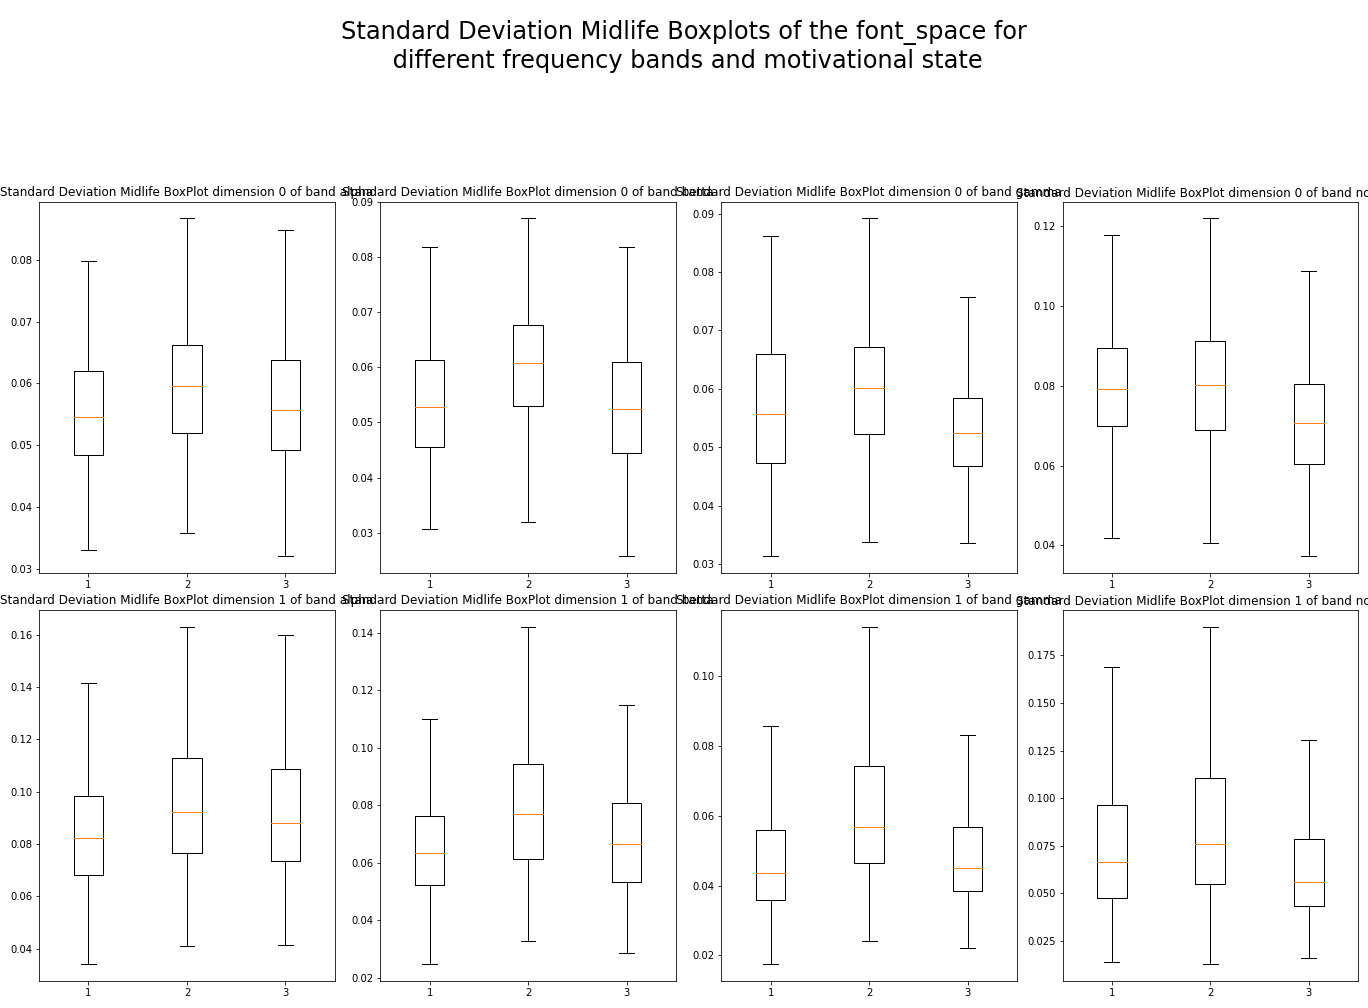 Standard Deviation Midlife Boxplots of the font_space for
different frequency bands and motivational state
Standard Deviation Midlife BoxPlot dimension 0 of band alpha
Standard Deviation Midlife BoxPlot dimension 0 of band beta
Standard Deviation Midlife BoxPlot dimension 0 of band gamma
Standard Deviation Midlife BoxPlot dimension 0 of band no
0.08
0.07
0.06
0.05
0.04
0.03
1 2 3
0.09
0.08
0.07
0.06
0.05
0.04
0.03
1 2 3
0.09
0.08
0.07
0.06
0.05
0.04
0.03
1 2 3
0.12
0.10
0.08
0.06
0.04
1 2 3
Standard Deviation Midlife BoxPlot dimension 1 of band alpha
Standard Deviation Midlife BoxPlot dimension 1 of band beta
Standard Deviation Midlife BoxPlot dimension 1 of band gamma
Standard Deviation Midlife BoxPlot dimension 1 of band no
0.16
0.14
0.12
0.10
0.08
0.06
0.04
1 2 3
0.14
0.12
0.10
0.08
0.06
0.04
0.02
1 2 3
0.10
0.08
0.06
0.04
0.02
1 2 3
0.175
0.150
0.125
0.100
0.075
0.050
0.025
1 2 3